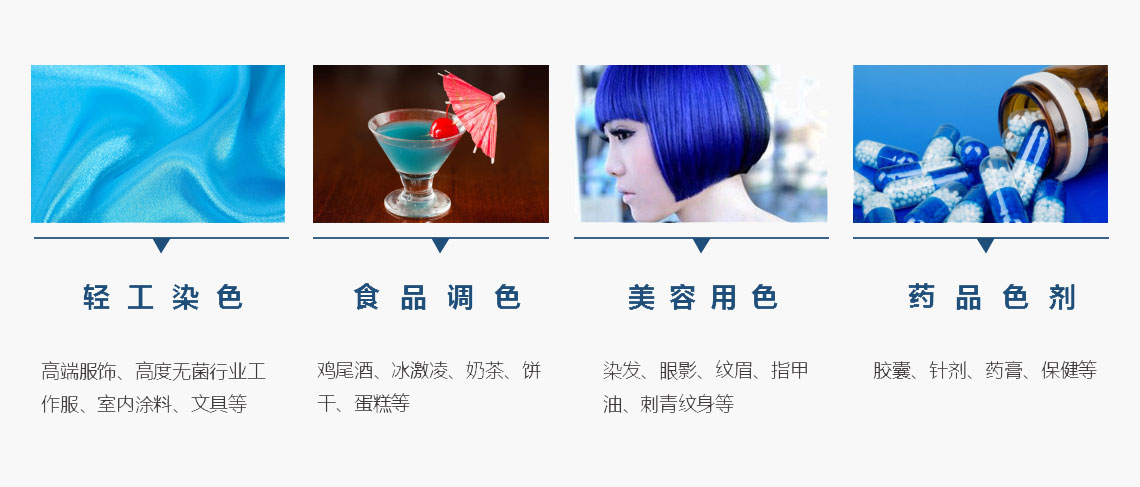 轻工染色
高端服饰、高度无菌行业工
作服、室内涂料、文具等
食品调色
鸡尾酒、冰激凌、奶茶、饼
干、蛋糕等
美容用色
染发、眼影、纹眉、指甲
油、刺青纹身等
药品色剂
胶囊、针剂、药膏、保健等